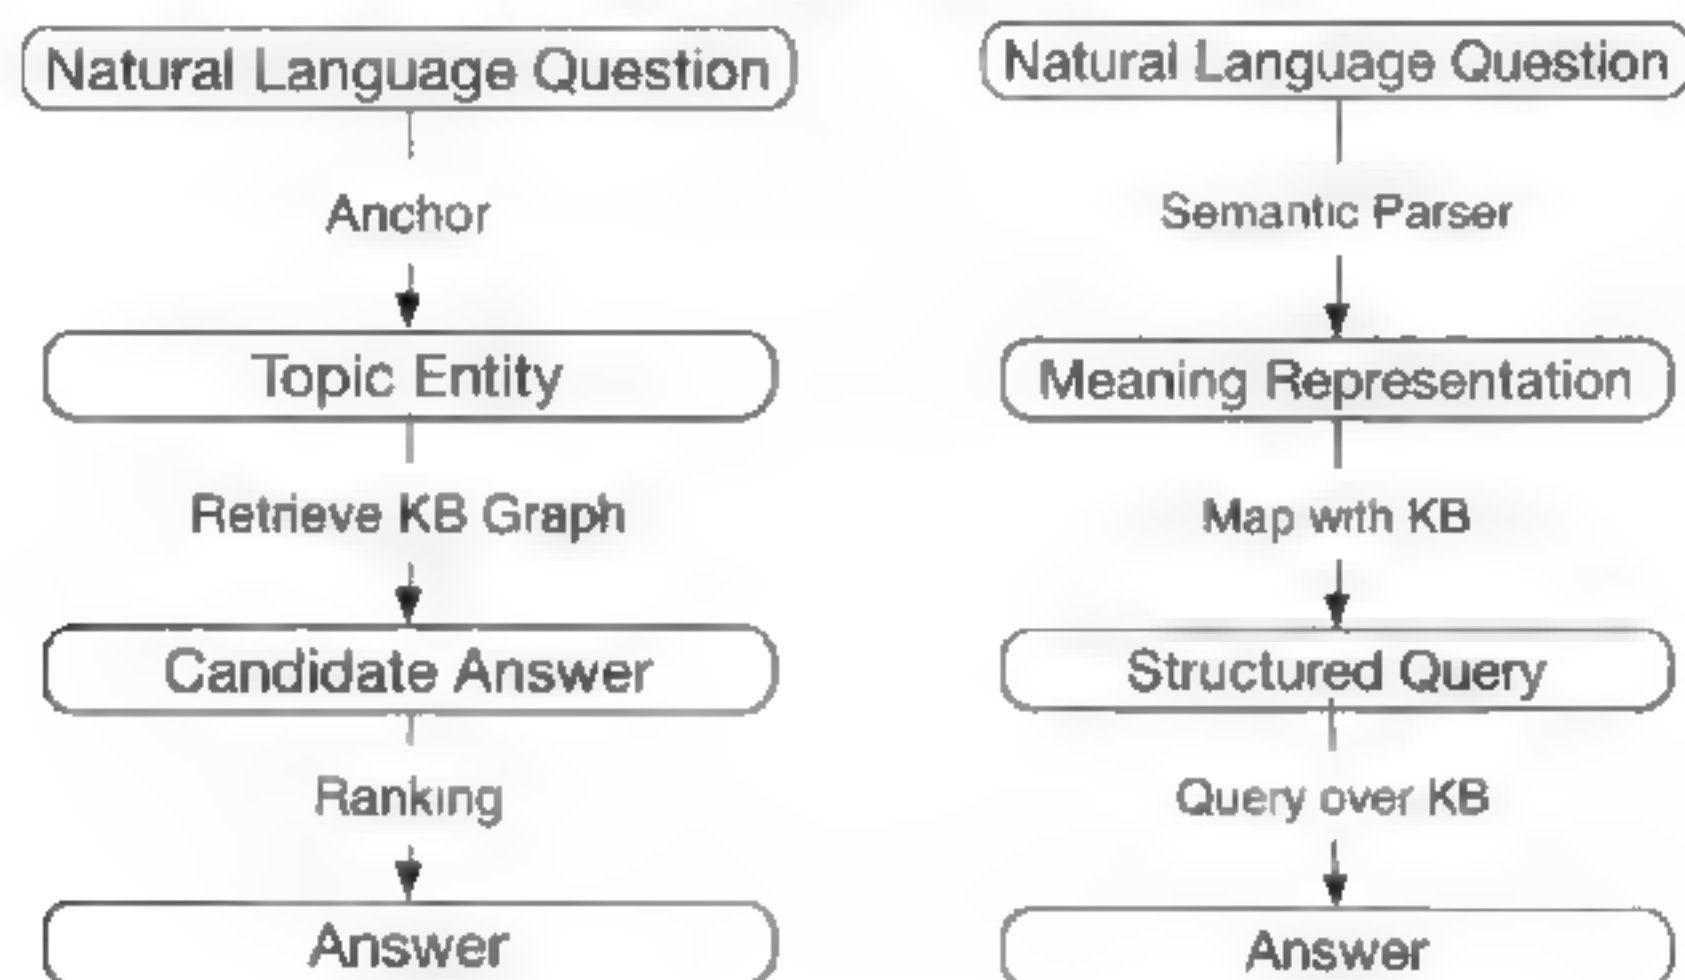 Natural Language Question
Anchor
Topic Entity
Retrieve KB Graph
Candidate Answer
Ranking
Answer
Natural Language Question
Semantic Parser
Meaning Representation
Map with KB
Structured Query
Query over KB
Answer